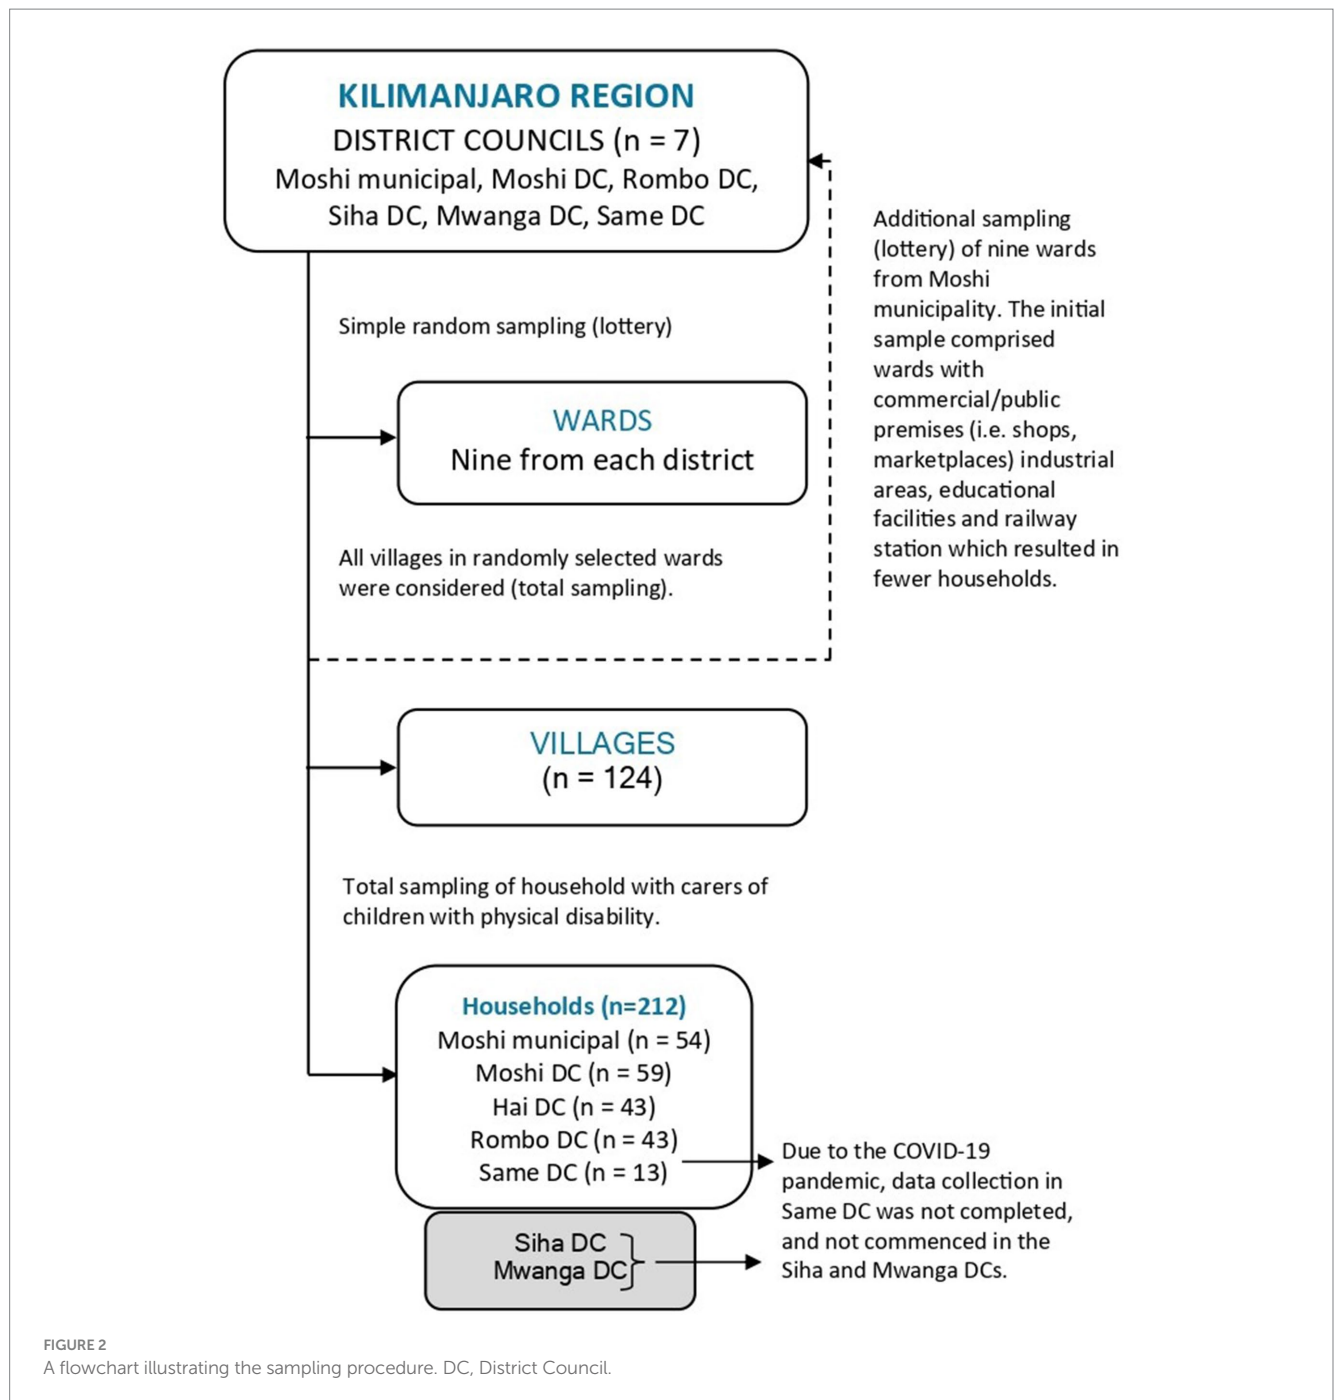 KILIMANJARO REGION
DISTRICT COUNCILS (n = 7)
Moshi municipal, Moshi DC, Rombo DC,
Siha DC, Mwanga DC, Same DC
Additional sampling
(lottery) of nine wards
from Moshi
municipality. The initial
sample comprised
wards with
commercial/public
premises (i.e. shops,
marketplaces) industrial
areas, educational
facilities and railway
station which resulted in
fewer households.
Simple random sampling (lottery)
WARDS
Nine from each district
All villages in randomly selected wards
were considered (total sampling).
VILLAGES
(n = 124)
Total sampling of household with carers of
children with physical disability.
Households (n=212)
Moshi municipal (n = 54)
Moshi DC (n = 59)
Hai DC (n = 43)
Rombo DC (n = 43)
Same DC (n = 13)
Due to the COVID-19
pandemic, data collection in
Same DC was not completed,
and not commenced in the
Siha and Mwanga DCs.
Siha DC
Mwanga DC
FIGURE 2
A flowchart illustrating the sampling procedure. DC, District Council.